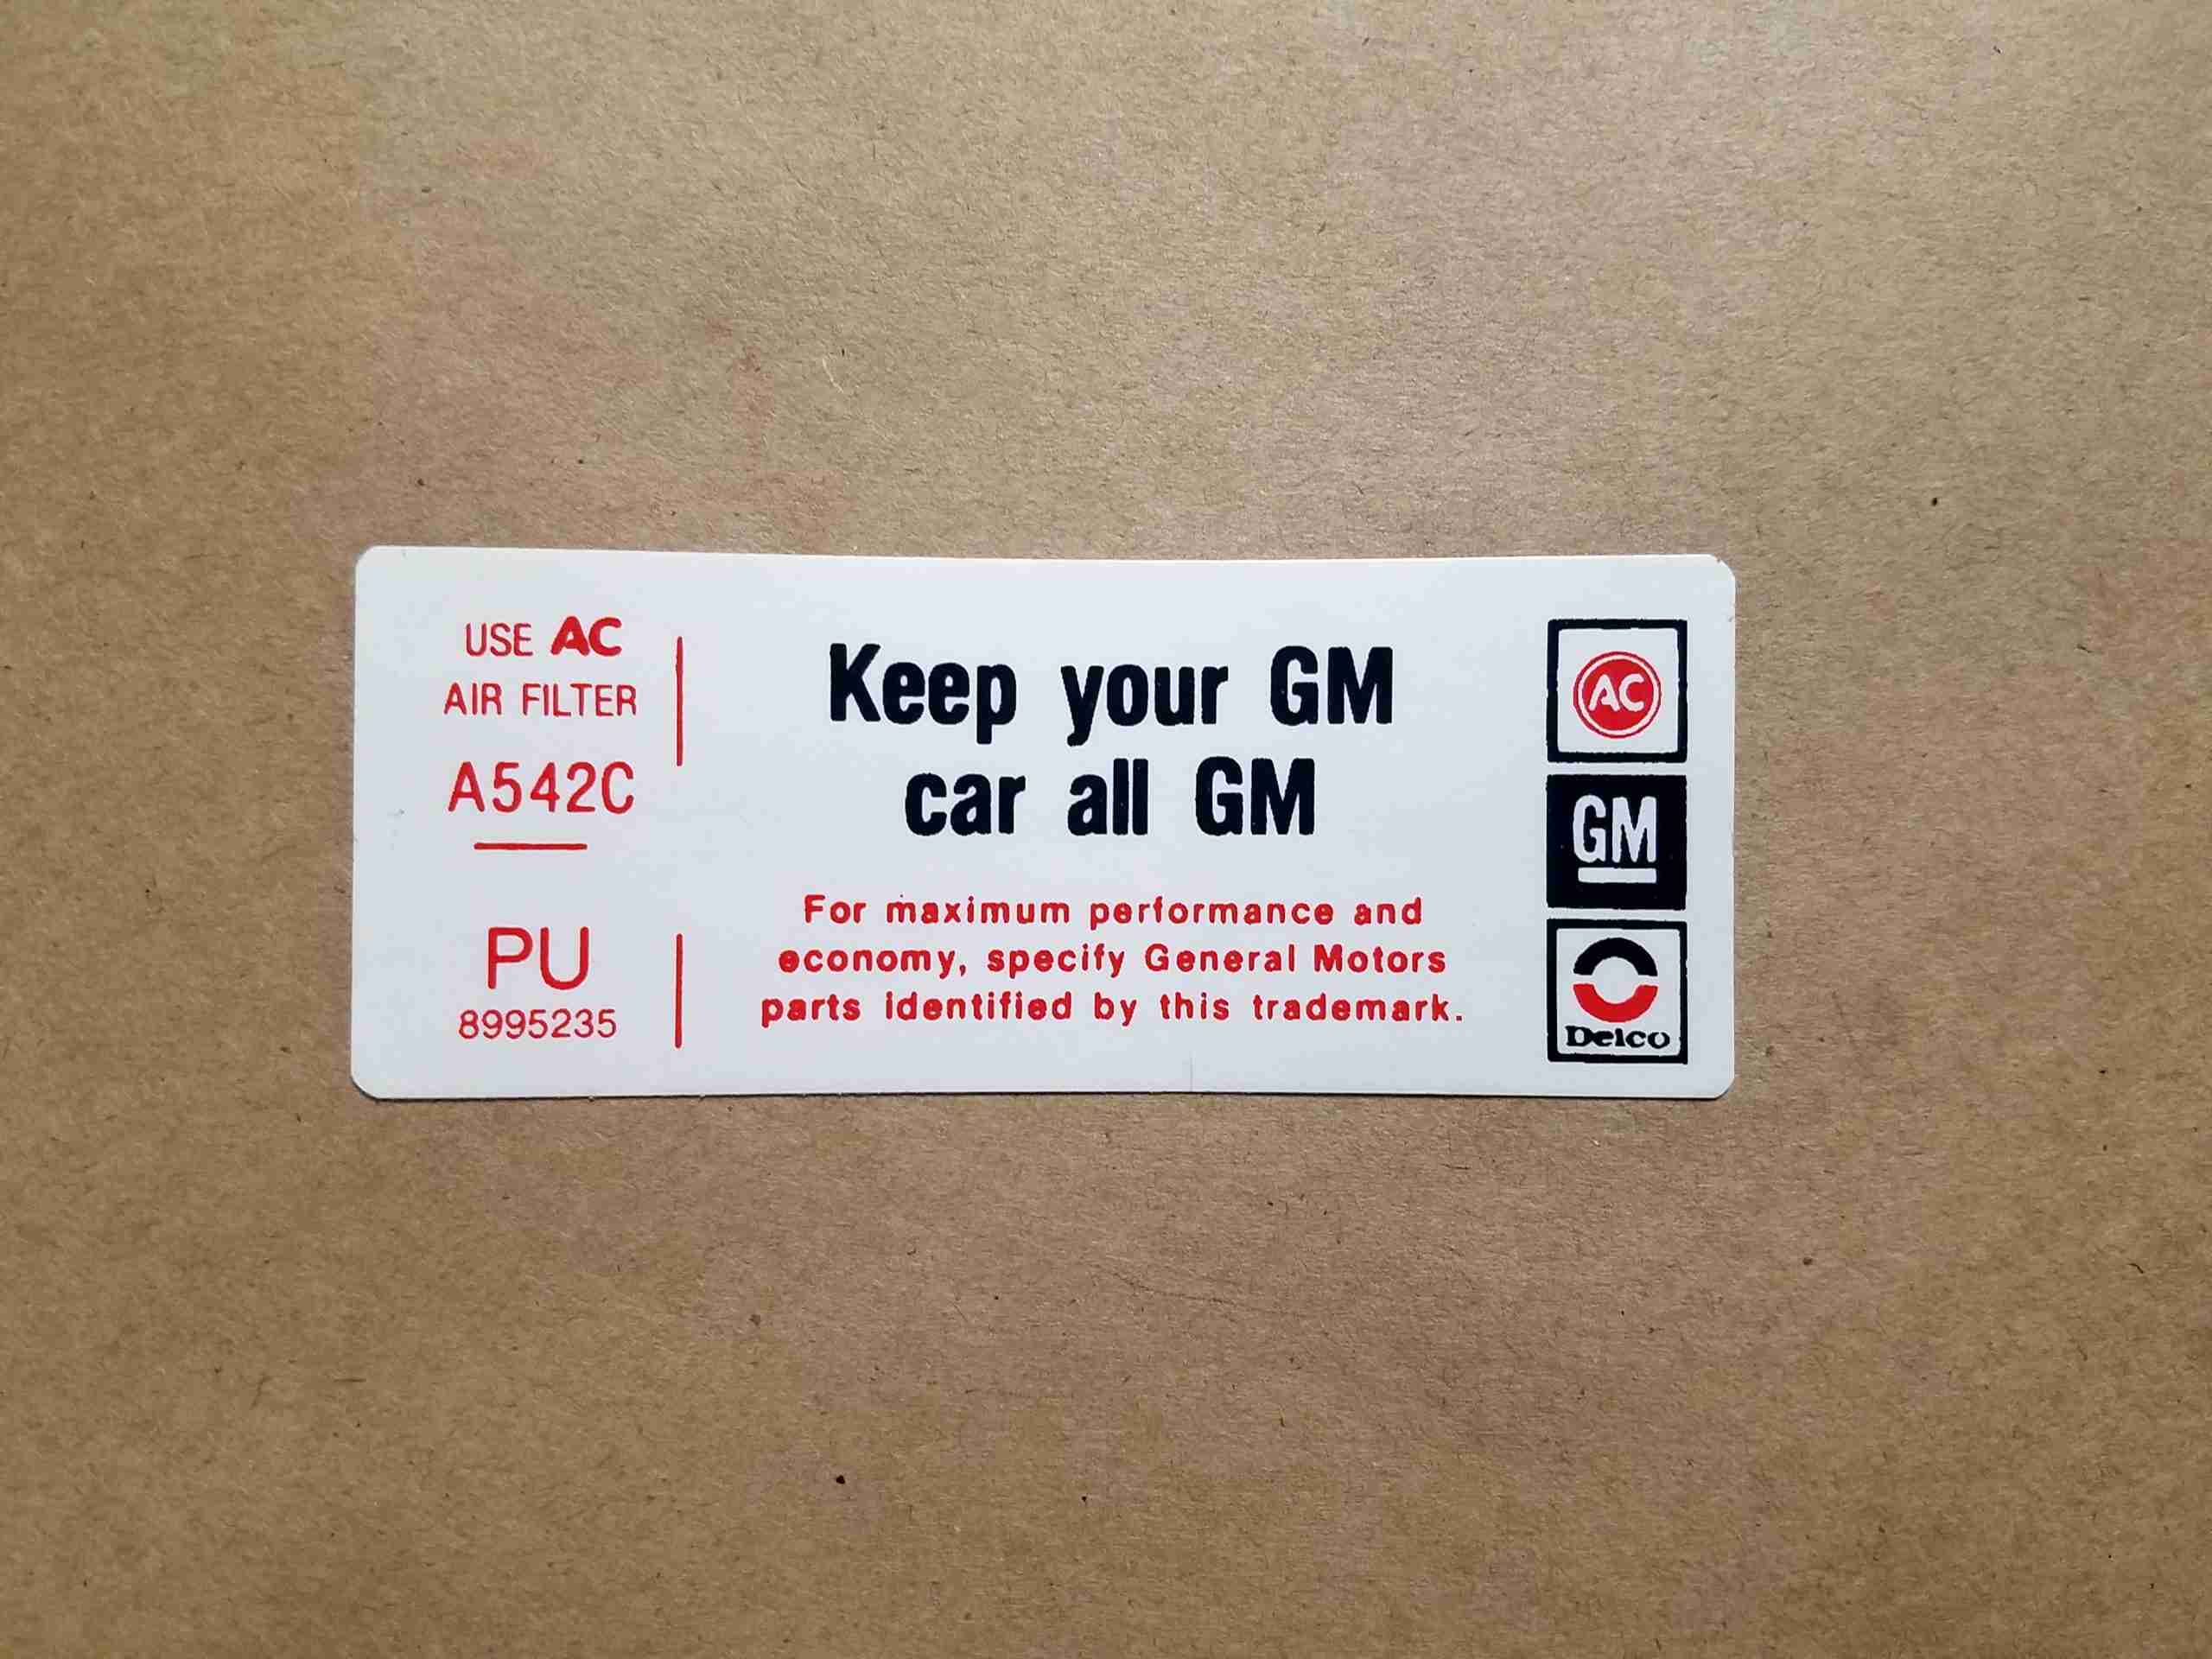 USE AC
AIR FILTER
A542C
PU
8995235
Keep your GM
car all GM
For maximum performance and
economy, specify General Motors
parts identified by this trademark.
AC
GM
Delco